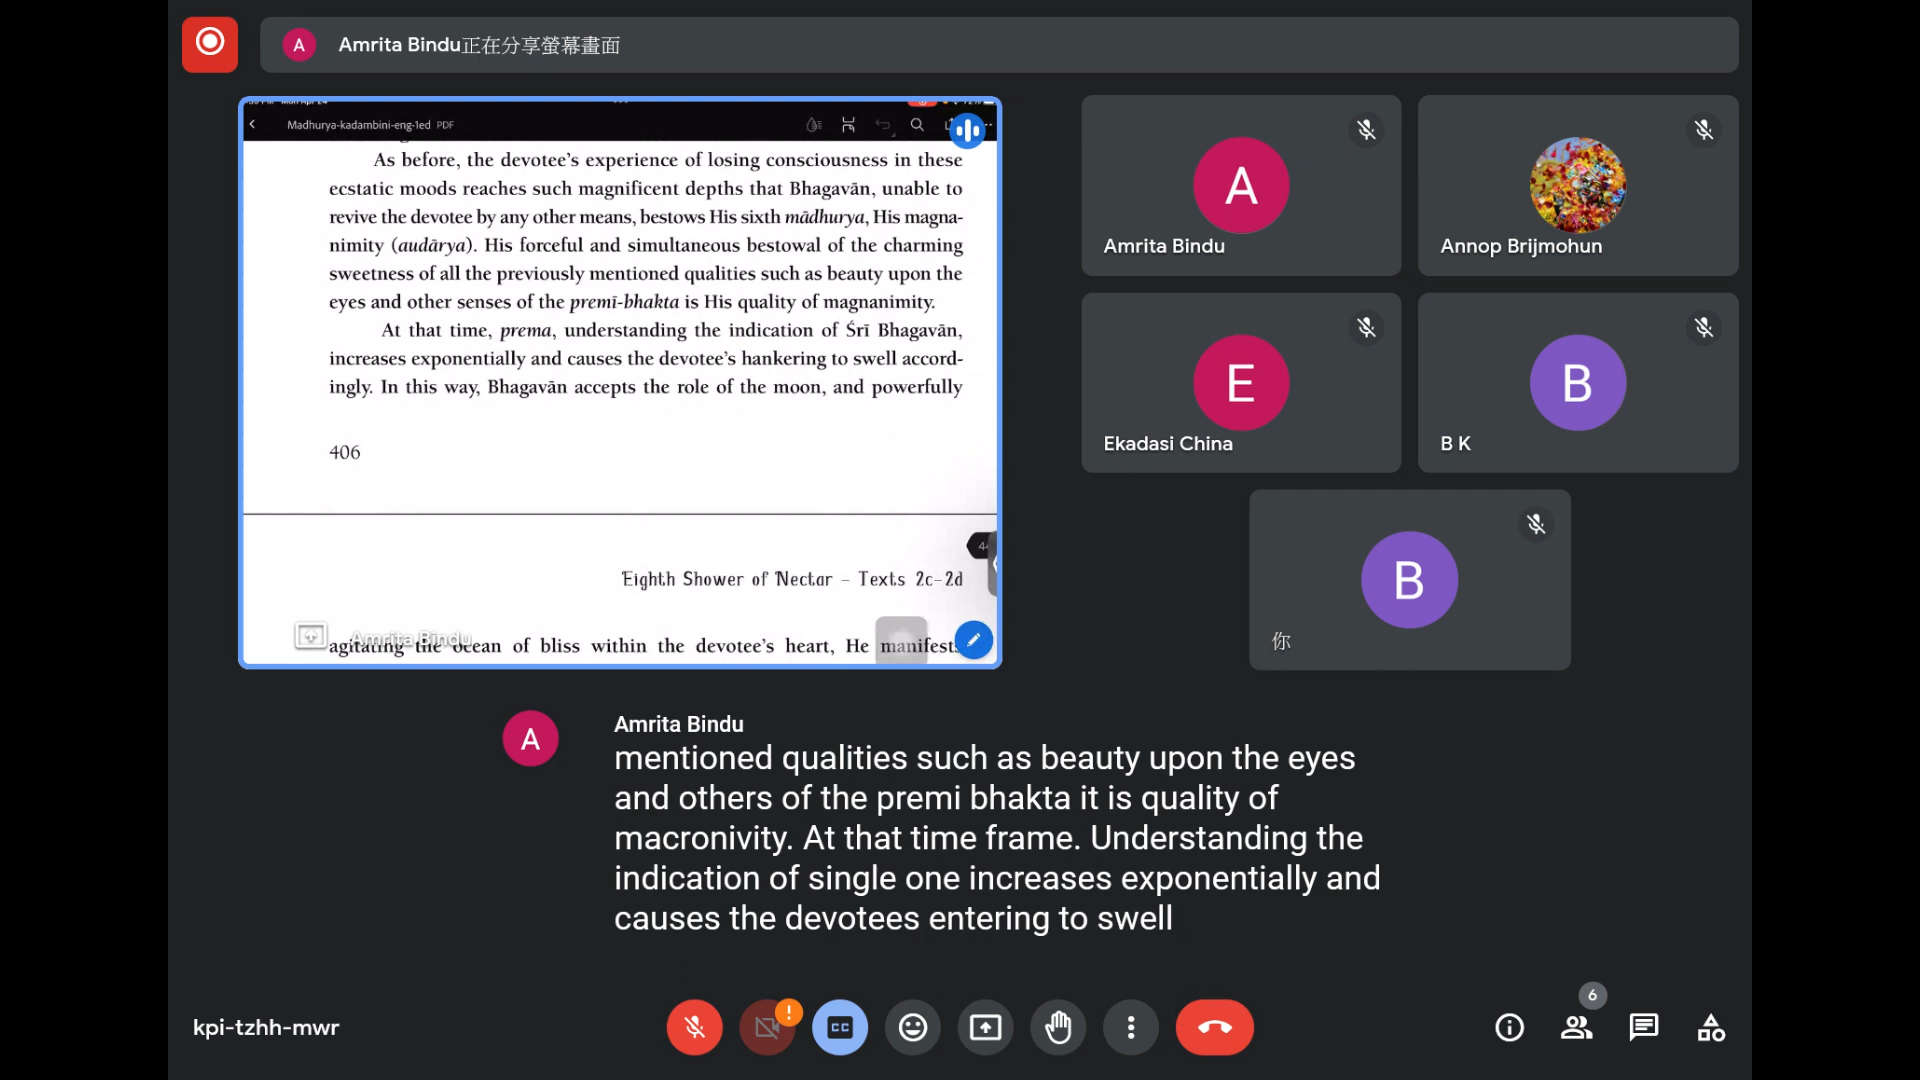 A Amrita Bindu正在分享螢幕畫面
Mon Apr 24
72%
Madhurya-kadambini-eng-1ed PDF
As before, the devotee's experience of losing consciousness in these
ecstatic moods reaches such magnificent depths that Bhagavān, unable to
revive the devotee by any other means, bestows His sixth mādhurya, His magna-
nimity (audārya). His forceful and simultaneous bestowal of the charming
sweetness of all the previously mentioned qualities such as beauty upon the
eyes and other senses of the premī-bhakta is His quality of magnanimity.
At that time, prema, understanding the indication of Śrī Bhagavān,
increases exponentially and causes the devotee's hankering to swell accord-
ingly. In this way, Bhagavān accepts the role of the moon, and powerfully
406
Eighth Shower of Nectar – Texts 2c–2d
agitating the ocean of bliss within the devotee's heart, He manifests
Amrita Bindu
A
Amrita Bindu
Annop Brijmohun
E
Ekadasi China
B
B K
B
你
A
Amrita Bindu
mentioned qualities such as beauty upon the eyes
and others of the premi bhakta it is quality of
macronivity. At that time frame. Understanding the
indication of single one increases exponentially and
causes the devotees entering to swell
kpi-tzhh-mwr
!
CC
6